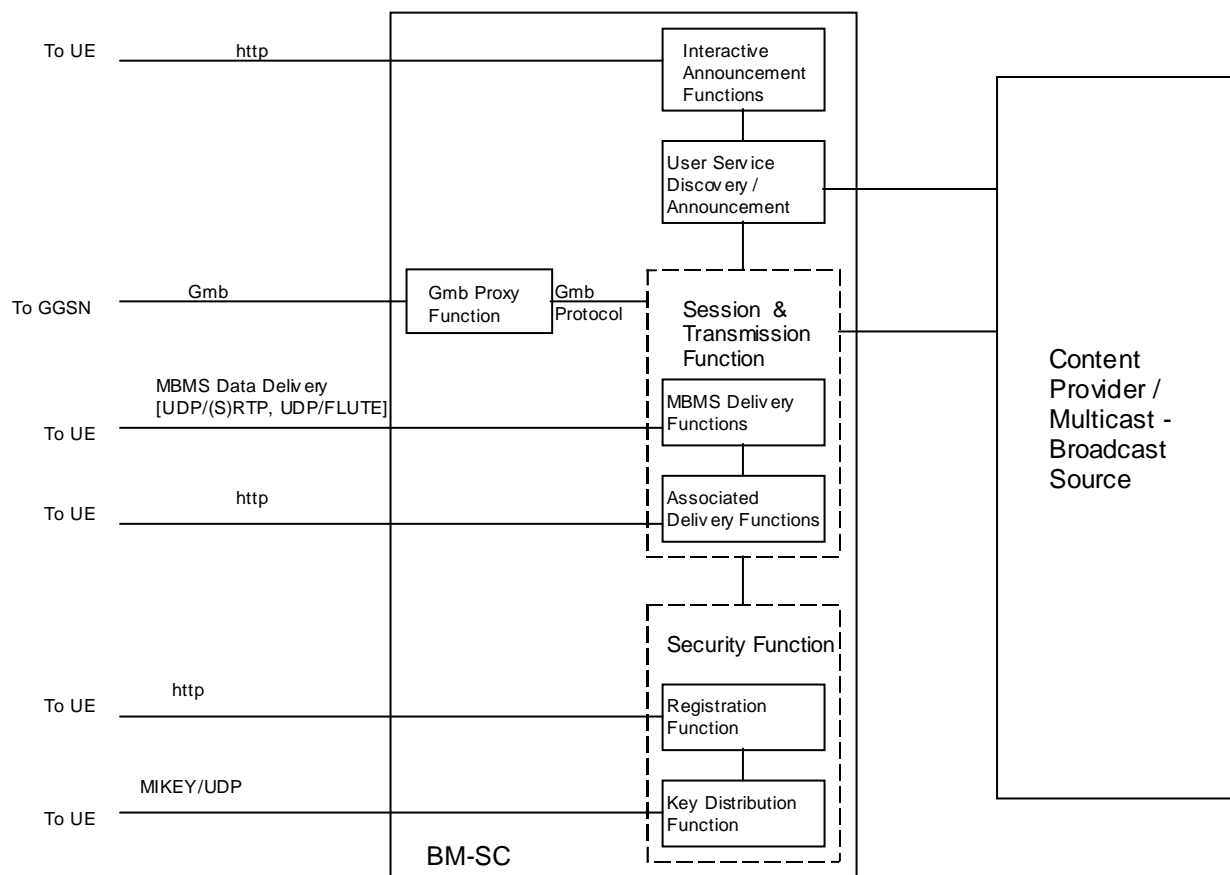 To UE
http
Interactive
Announcement
Functions
User Service
Discovery /
Announcement
To GGSN
Gmb
Gmb Proxy
Function
Gmb
Protocol
Session &
Transmission
Function
Content
Provider /
Multicast -
Broadcast
Source
MBMS Data Delivery
[UDP/(S)RTP, UDP/FLUTE]
To UE
MBMS Delivery
Functions
http
To UE
Associated
Delivery Functions
Security Function
http
To UE
Registration
Function
MIKEY/UDP
To UE
Key Distribution
Function
BM-SC